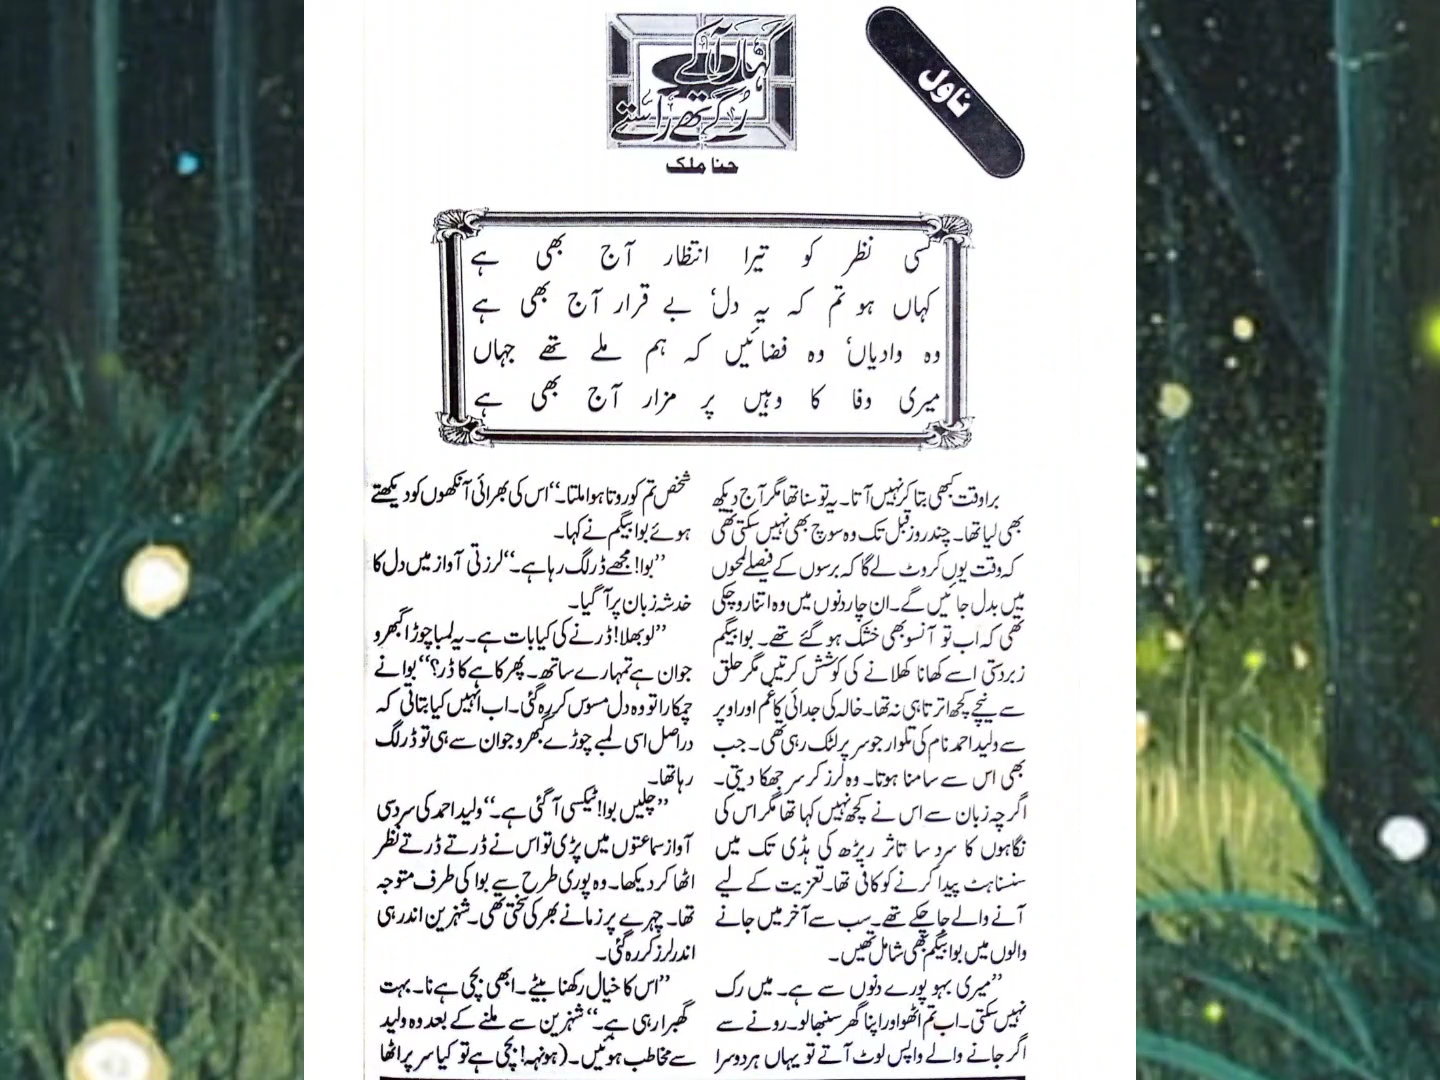 ناول
کہاں آ کے رُکے تھے راستے
حنا ملک
کسی نظر کو تیرا انتظار آج بھی ہے
کہاں ہو تم کہ یہ دل٬ بے قرار آج بھی ہے
وہ وادیاں٬ وہ فضائیں کہ ہم ملے تھے جہاں
میری وفا کا وہیں پر مزار آج بھی ہے
برا وقت کبھی بتا کر نہیں آتا۔ یہ تو سنا تھا مگر آج دیکھ
بھی لیا تھا۔ چند روز قبل تک وہ سوچ بھی نہیں سکتی تھی
کہ وقت یوں کروٹ لے گا کہ برسوں کے فیصلے لمحوں
میں بدل جائیں گے۔ ان چار دنوں میں وہ اتنا رو چکی
تھی کہ اب تو آنسو بھی خشک ہو گئے تھے۔ بوا بیگم
زبردستی اسے کھانا کھلانے کی کوشش کرتیں مگر حلق
سے نیچے کچھ اترتا ہی نہ تھا۔ خالہ کی جدائی کا غم اور اوپر
سے ولید احمد نام کی تلوار جو سر پر لٹک رہی تھی۔ جب
بھی اس سے سامنا ہوتا۔ وہ لرز کر سر جھکا دیتی۔
اگرچہ زبان سے اس نے کچھ نہیں کہا تھا مگر اس کی
نگاہوں کا سرد سا تاثر ریڑھ کی ہڈی تک میں
سنسناہٹ پیدا کرنے کو کافی تھا۔ تعزیت کے لیے
آنے والے جا چکے تھے۔ سب سے آخر میں جانے
والوں میں بوا بیگم بھی شامل تھیں۔
”میری بہو پورے دنوں سے ہے۔ میں رک
نہیں سکتی۔ اب تم اٹھو اور اپنا گھر سنبھالو۔ رونے سے
اگر جانے والے واپس لوٹ آتے تو یہاں ہر دوسرا
شخص تم کو روتا ہوا ملتا۔“ اس کی بھرائی آنکھوں کو دیکھتے
ہوئے بوا بیگم نے کہا۔
”بوا! مجھے ڈر لگ رہا ہے۔“ لرزتی آواز میں دل کا
خدشہ زبان پر آ گیا۔
”لو بھلا! ڈرنے کی کیا بات ہے۔ یہ لمبا چوڑا گبھرو
جوان ہے تمہارے ساتھ۔ پھر کاہے کا ڈر؟“ بوا نے
چمکارا تو وہ دل مسوس کر رہ گئی۔ اب انہیں کیا بتاتی کہ
دراصل اسی لمبے چوڑے گبھرو جوان سے ہی تو ڈر لگ
رہا تھا۔
”چلیں بوا! ٹیکسی آ گئی ہے۔“ ولید احمد کی سرد سی
آواز سماعتوں میں پڑی تو اس نے ڈرتے ڈرتے نظر
اٹھا کر دیکھا۔ وہ پوری طرح سے بوا کی طرف متوجہ
تھا۔ چہرے پر زمانے بھر کی سختی تھی۔ شہرین اندر ہی
اندر لرز کر رہ گئی۔
”اس کا خیال رکھنا بیٹے۔ ابھی بچی ہے نا۔ بہت
گھبرا رہی ہے۔“ شہرین سے ملنے کے بعد وہ ولید
سے مخاطب ہوئیں۔ (ہونہہ! بچی ہے تو کیا سر پر اٹھا